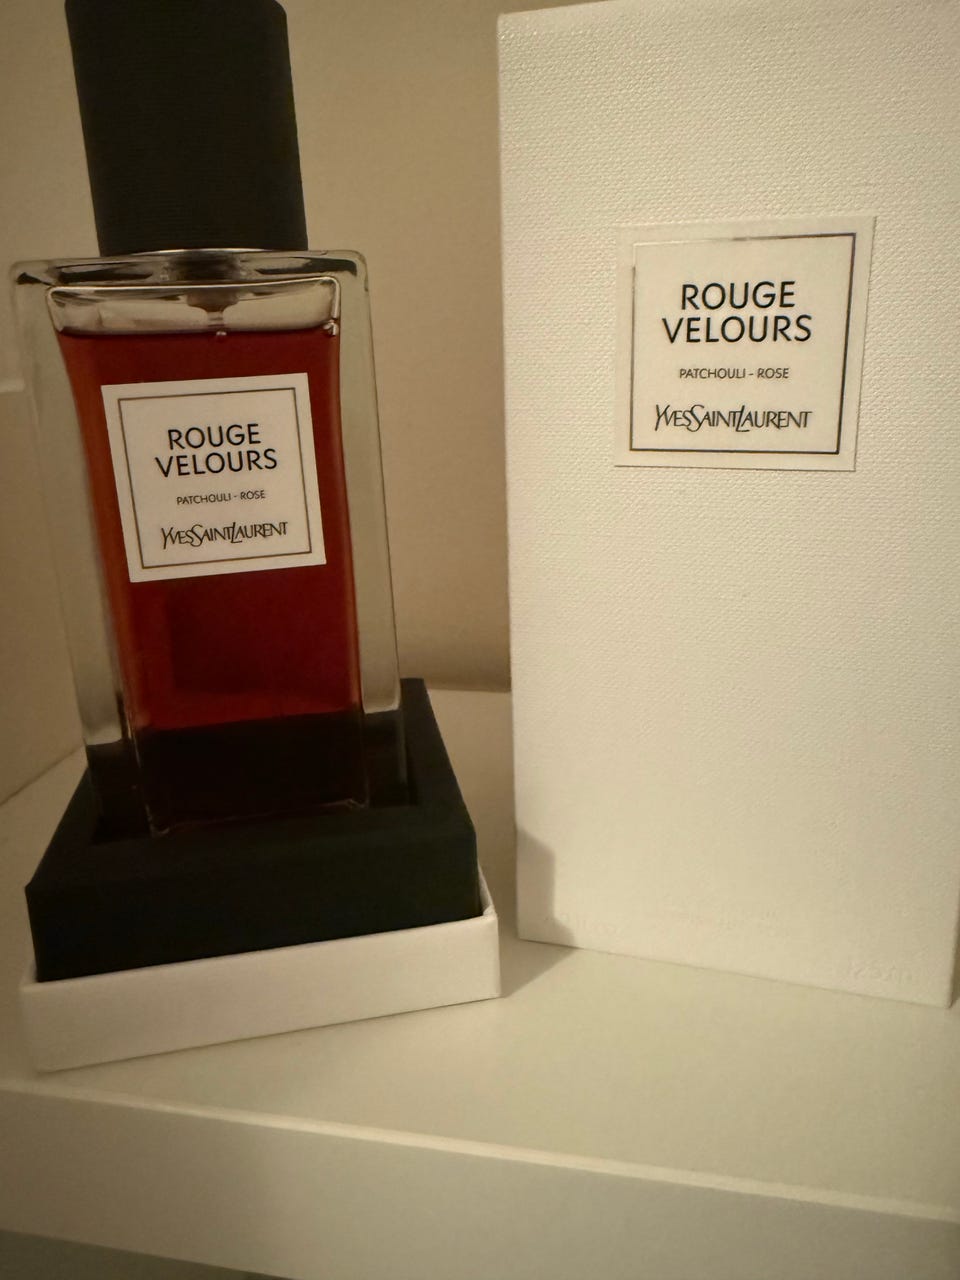 ROUGE
VELOURS
PATCHOULI - ROSE
YVESSAINTLAURENT
ROUGE
VELOURS
PATCHOULI - ROSE
YVESSAINTLAURENT